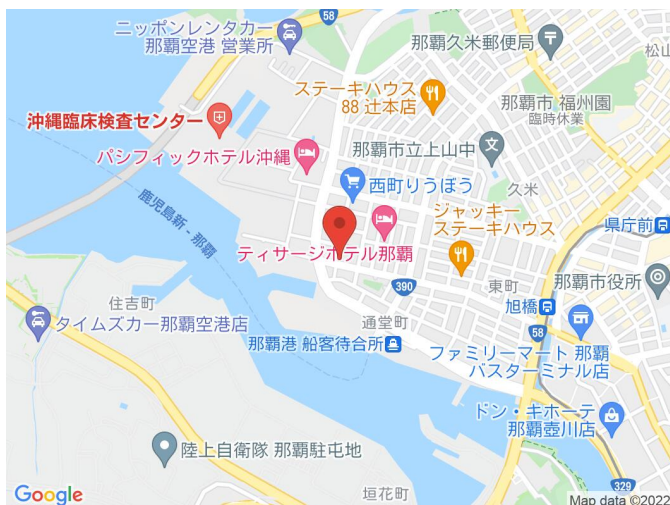 58
ニッポンレンタカー
那覇空港 営業所
那覇久米郵便局
松山
ステーキハウス
88 辻本店
那覇市 福州園
臨時休業
沖縄臨床検査センター
パシフィックホテル沖縄
那覇市立上山中
西町りうぼう
久米
鹿児島新 - 那覇
ジャッキー
ステーキハウス
県庁前
ティサージホテル那覇
390
東町
那覇市役所
住吉町
旭橋
タイムズカー那覇空港店
通堂町
58
那覇港 船客待合所
ファミリーマート 那覇
バスターミナル店
ドン・キホーテ
那覇壺川店
陸上自衛隊 那覇駐屯地
垣花町
329
Google
Map data ©2022